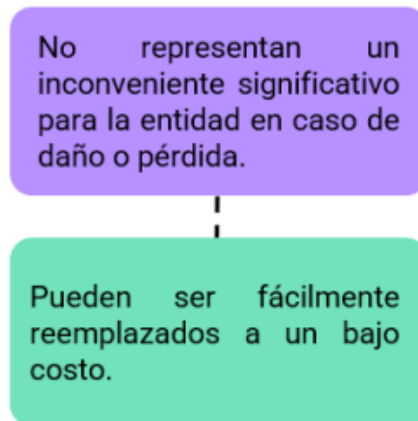 No representan un
inconveniente significativo
para la entidad en caso de
daño o pérdida.
Pueden ser fácilmente
reemplazados a un bajo
costo.